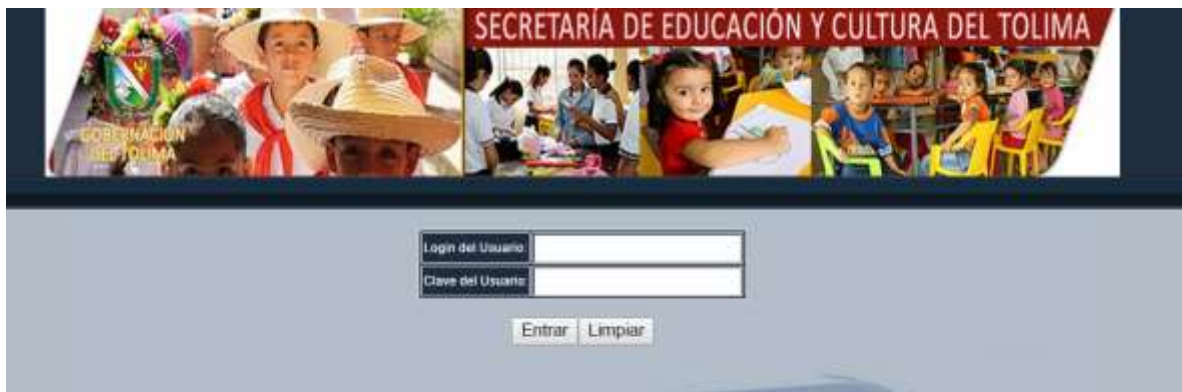 SECRETARÍA DE EDUCACIÓN Y CULTURA DEL TOLIMA
GOBERNACIÓN
DEL TOLIMA
Login del Usuario:
Clave del Usuario:
Entrar
Limpiar